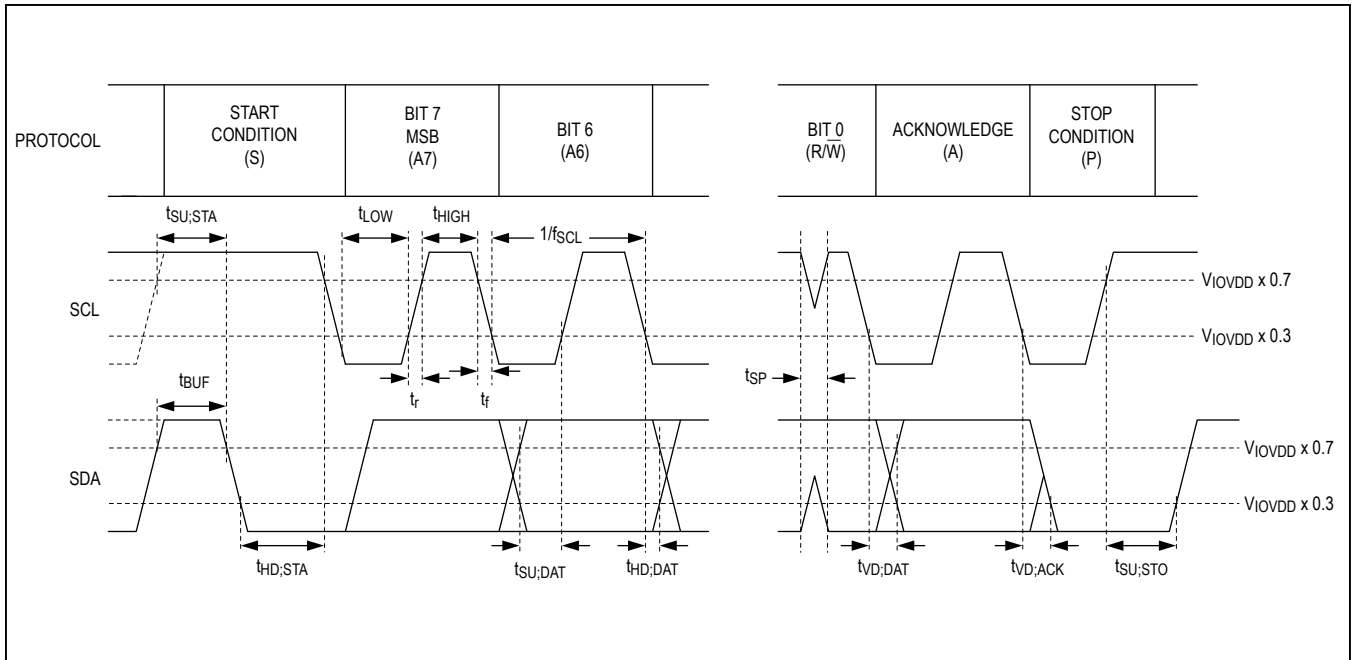 PROTOCOL
START
CONDITION
(S)
BIT 7
MSB
(A7)
BIT 6
(A6)
BIT 0
(R/W̅)
ACKNOWLEDGE
(A)
STOP
CONDITION
(P)
tSU;STA
tLOW
tHIGH
1/fSCL
SCL
VIOVDD x 0.7
VIOVDD x 0.3
tBUF
tr
tf
tSP
SDA
VIOVDD x 0.7
VIOVDD x 0.3
tHD;STA
tSU;DAT
tHD;DAT
tVD;DAT
tVD;ACK
tSU;STO